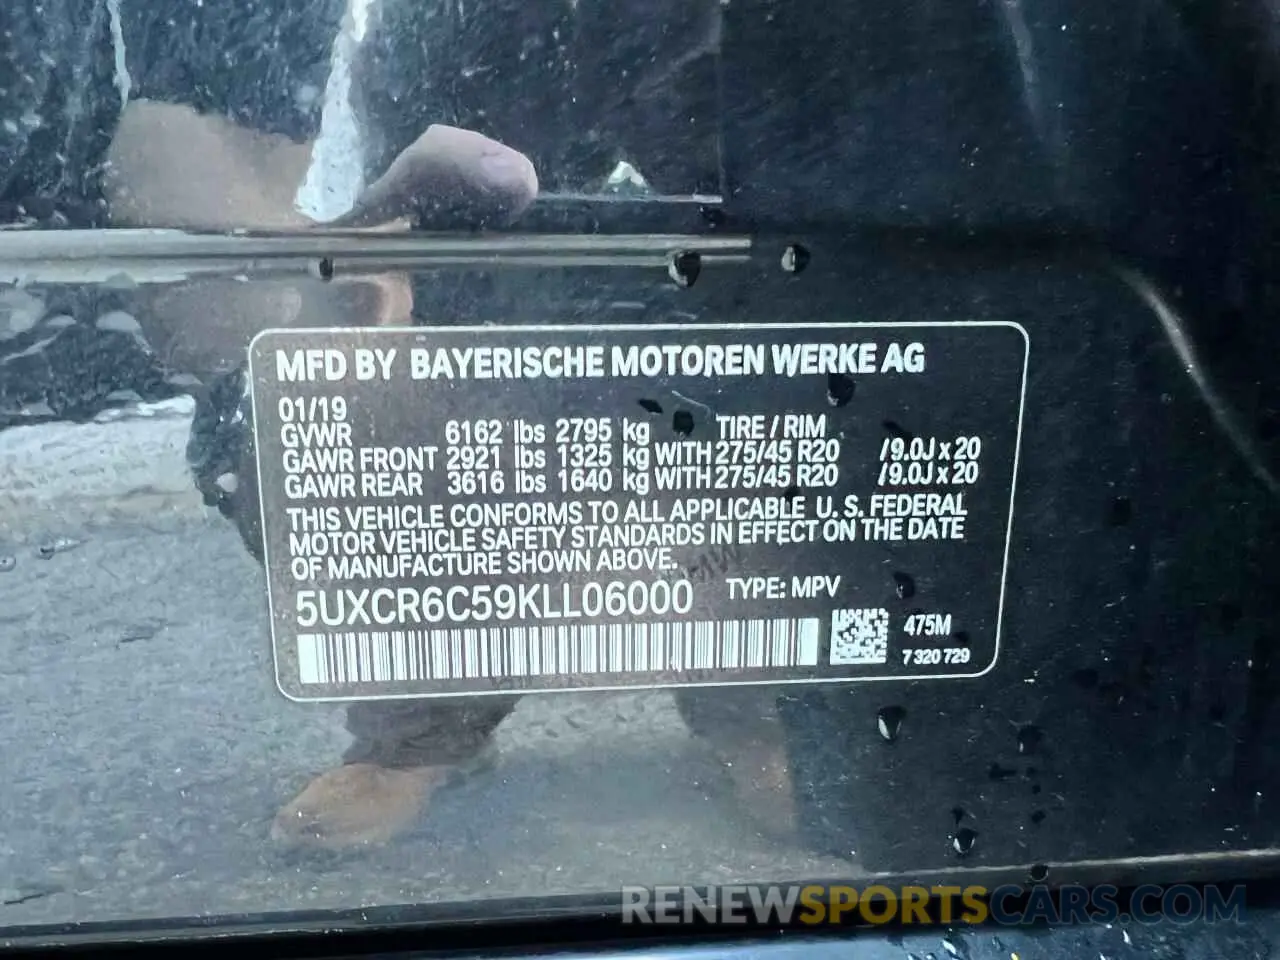 MFD BY BAYERISCHE MOTOREN WERKE AG
01/19
GVWR 6162 lbs 2795 kg TIRE / RIM
GAWR FRONT 2921 lbs 1325 kg WITH 275/45 R20 / 9.0J x 20
GAWR REAR 3616 lbs 1640 kg WITH 275/45 R20 / 9.0J x 20
THIS VEHICLE CONFORMS TO ALL APPLICABLE U. S. FEDERAL
MOTOR VEHICLE SAFETY STANDARDS IN EFFECT ON THE DATE
OF MANUFACTURE SHOWN ABOVE.
5UXCR6C59KLL06000 TYPE: MPV
475M
7 320 729
RENEWSPORTSCARS.COM